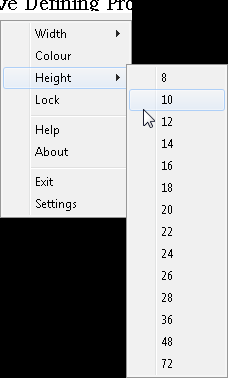 ve Defining Pro
Width
Colour
Height
Lock
Help
About
Exit
Settings
8
10
12
14
16
18
20
22
24
26
28
36
48
72